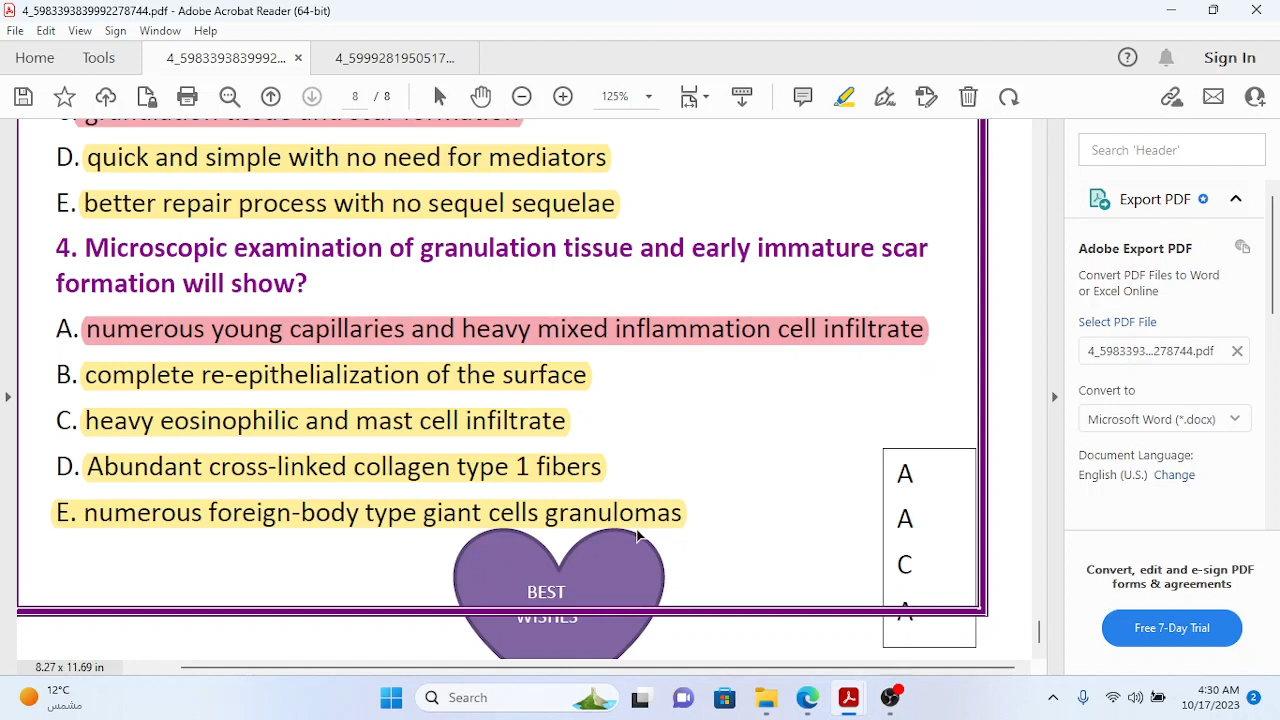 4_5983393839992278744.pdf - Adobe Acrobat Reader (64-bit)
File Edit View Sign Window Help
Home Tools 4_5983393839992... 4_5999281950517... Sign In
8 / 8 125%
C. granulation tissue and scar formation
D. quick and simple with no need for mediators
E. better repair process with no sequel sequelae
4. Microscopic examination of granulation tissue and early immature scar
formation will show?
A. numerous young capillaries and heavy mixed inflammation cell infiltrate
B. complete re-epithelialization of the surface
C. heavy eosinophilic and mast cell infiltrate
D. Abundant cross-linked collagen type 1 fibers
E. numerous foreign-body type giant cells granulomas
BEST
WISHES
A
A
C
A
8.27 x 11.69 in
Search 'Header'
Export PDF
Adobe Export PDF
Convert PDF Files to Word
or Excel Online
Select PDF File
4_5983393...278744.pdf
Convert to
Microsoft Word (*.docx)
Document Language:
English (U.S.) Change
Convert, edit and e-sign PDF
forms & agreements
Free 7-Day Trial
12°C
مشمس
Search
4:30 AM
10/17/2023
2